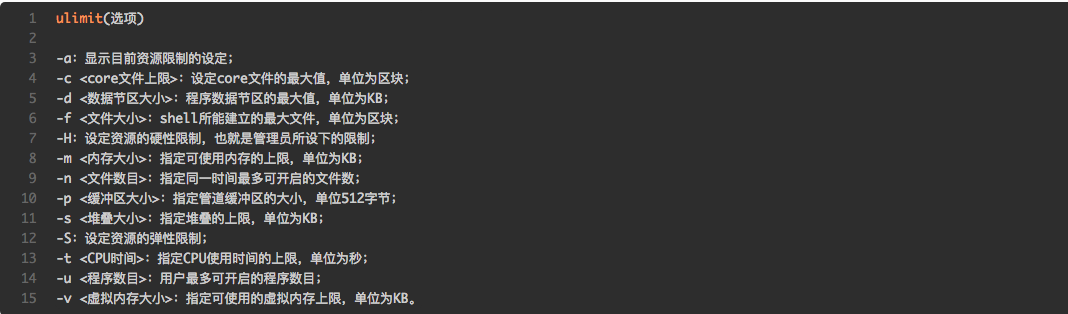 1 ulimit(选项)
2
3 -a：显示目前资源限制的设定；
4 -c <core文件上限>：设定core文件的最大值，单位为区块；
5 -d <数据节区大小>：程序数据节区的最大值，单位为KB；
6 -f <文件大小>：shell所能建立的最大文件，单位为区块；
7 -H：设定资源的硬性限制，也就是管理员所设下的限制；
8 -m <内存大小>：指定可使用内存的上限，单位为KB；
9 -n <文件数目>：指定同一时间最多可开启的文件数；
10 -p <缓冲区大小>：指定管道缓冲区的大小，单位512字节；
11 -s <堆叠大小>：指定堆叠的上限，单位为KB；
12 -S：设定资源的弹性限制；
13 -t <CPU时间>：指定CPU使用时间的上限，单位为秒；
14 -u <程序数目>：用户最多可开启的程序数目；
15 -v <虚拟内存大小>：指定可使用的虚拟内存上限，单位为KB。